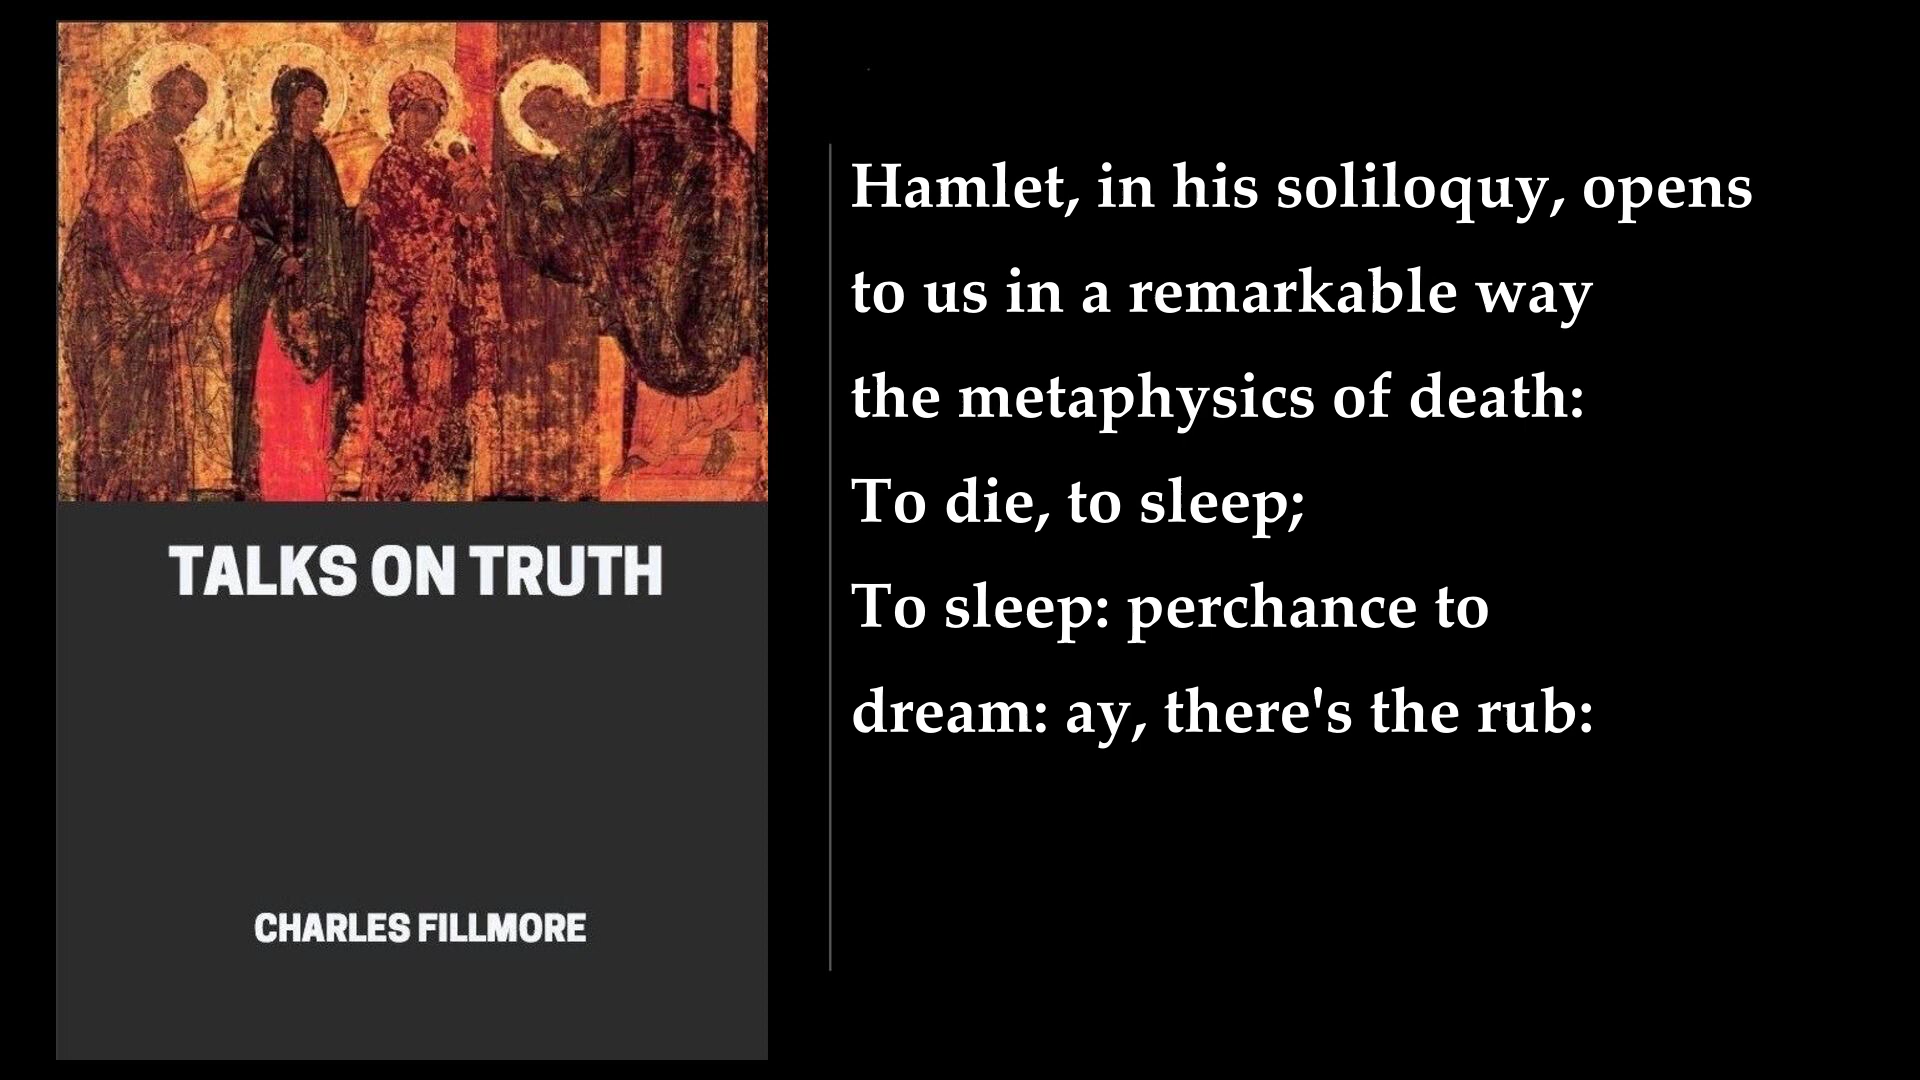 TALKS ON TRUTH
CHARLES FILLMORE
Hamlet, in his soliloquy, opens
to us in a remarkable way
the metaphysics of death:
To die, to sleep;
To sleep: perchance to
dream: ay, there's the rub: